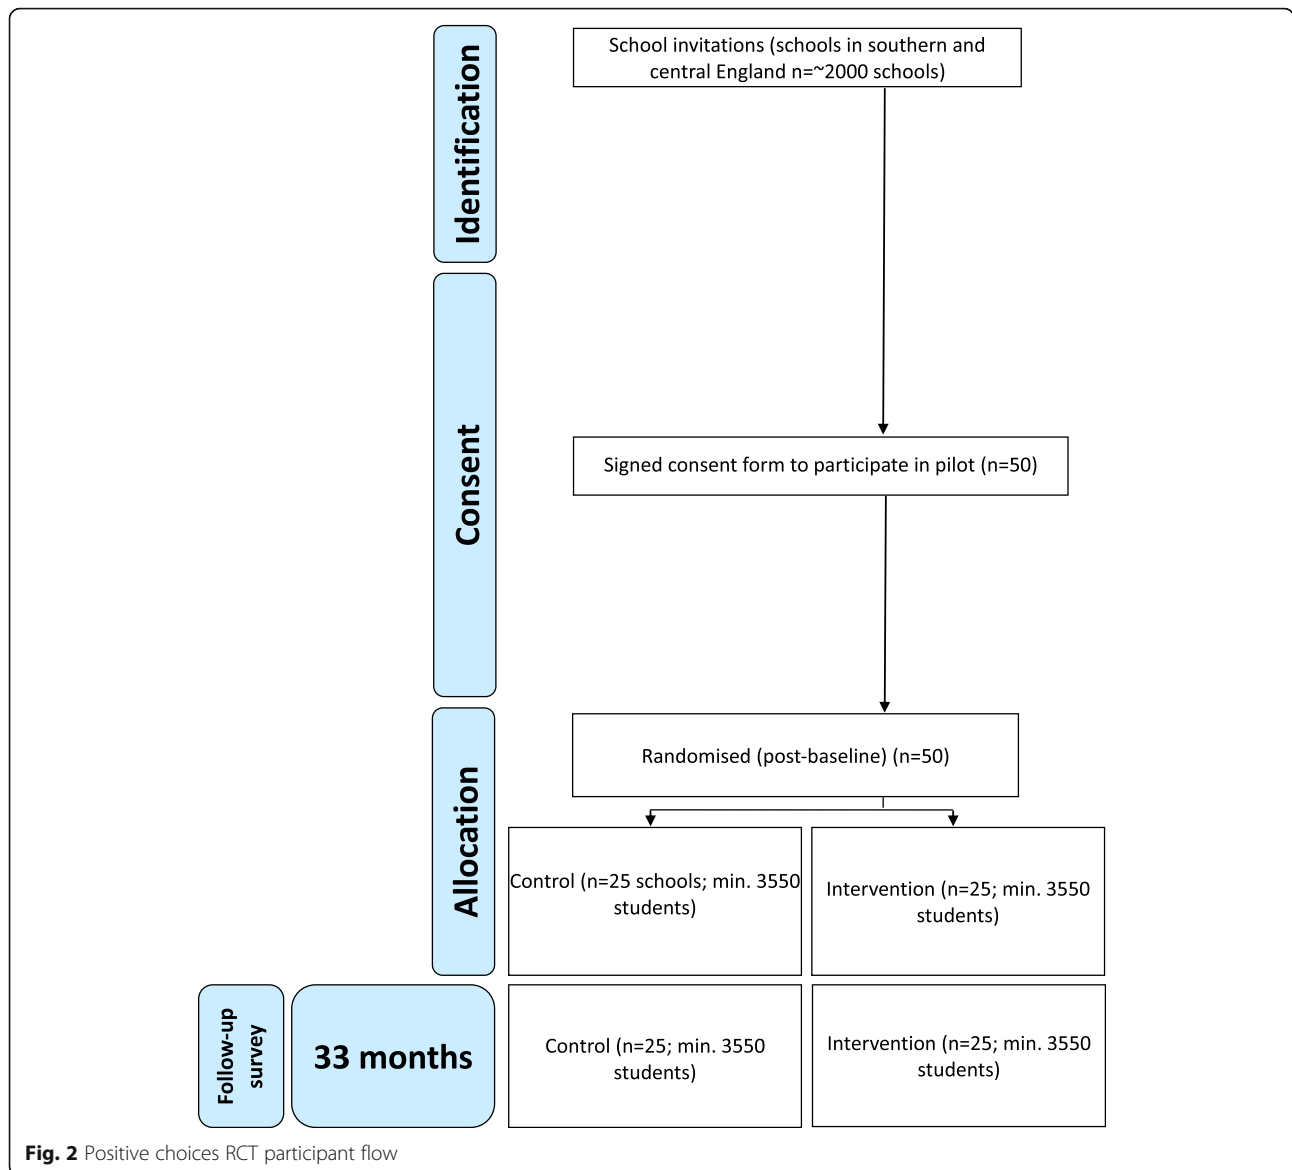 Identification
School invitations (schools in southern and
central England n=~2000 schools)
Consent
Signed consent form to participate in pilot (n=50)
Allocation
Randomised (post-baseline) (n=50)
Control (n=25 schools; min. 3550
students)
Intervention (n=25; min. 3550
students)
Follow-up
survey
33 months
Control (n=25; min. 3550
students)
Intervention (n=25; min. 3550
students)
Fig. 2 Positive choices RCT participant flow